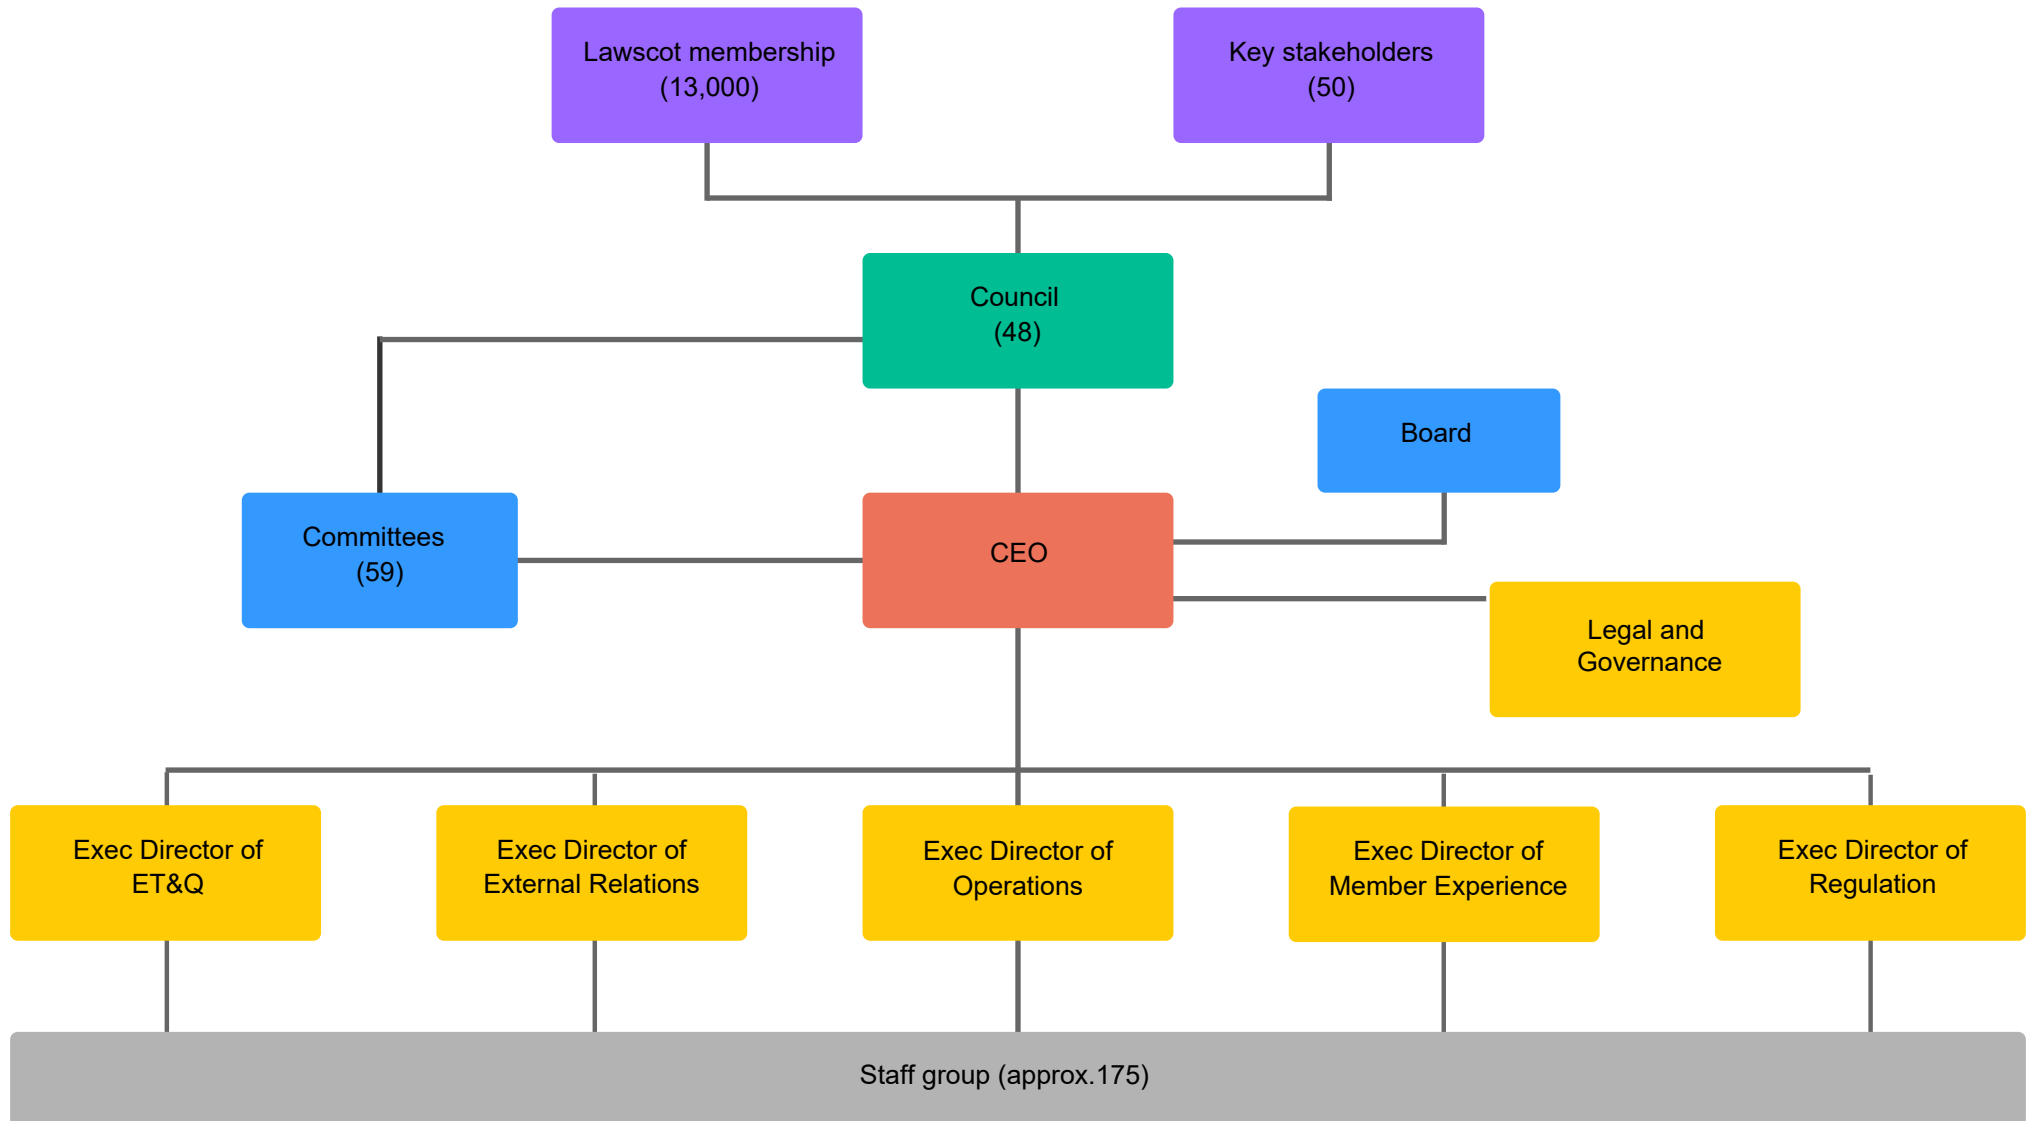 Lawscot membership
(13,000)
Key stakeholders
(50)
Council
(48)
Board
Committees
(59)
CEO
Legal and
Governance
Exec Director of
ET&Q
Exec Director of
External Relations
Exec Director of
Operations
Exec Director of
Member Experience
Exec Director of
Regulation
Staff group (approx.175)